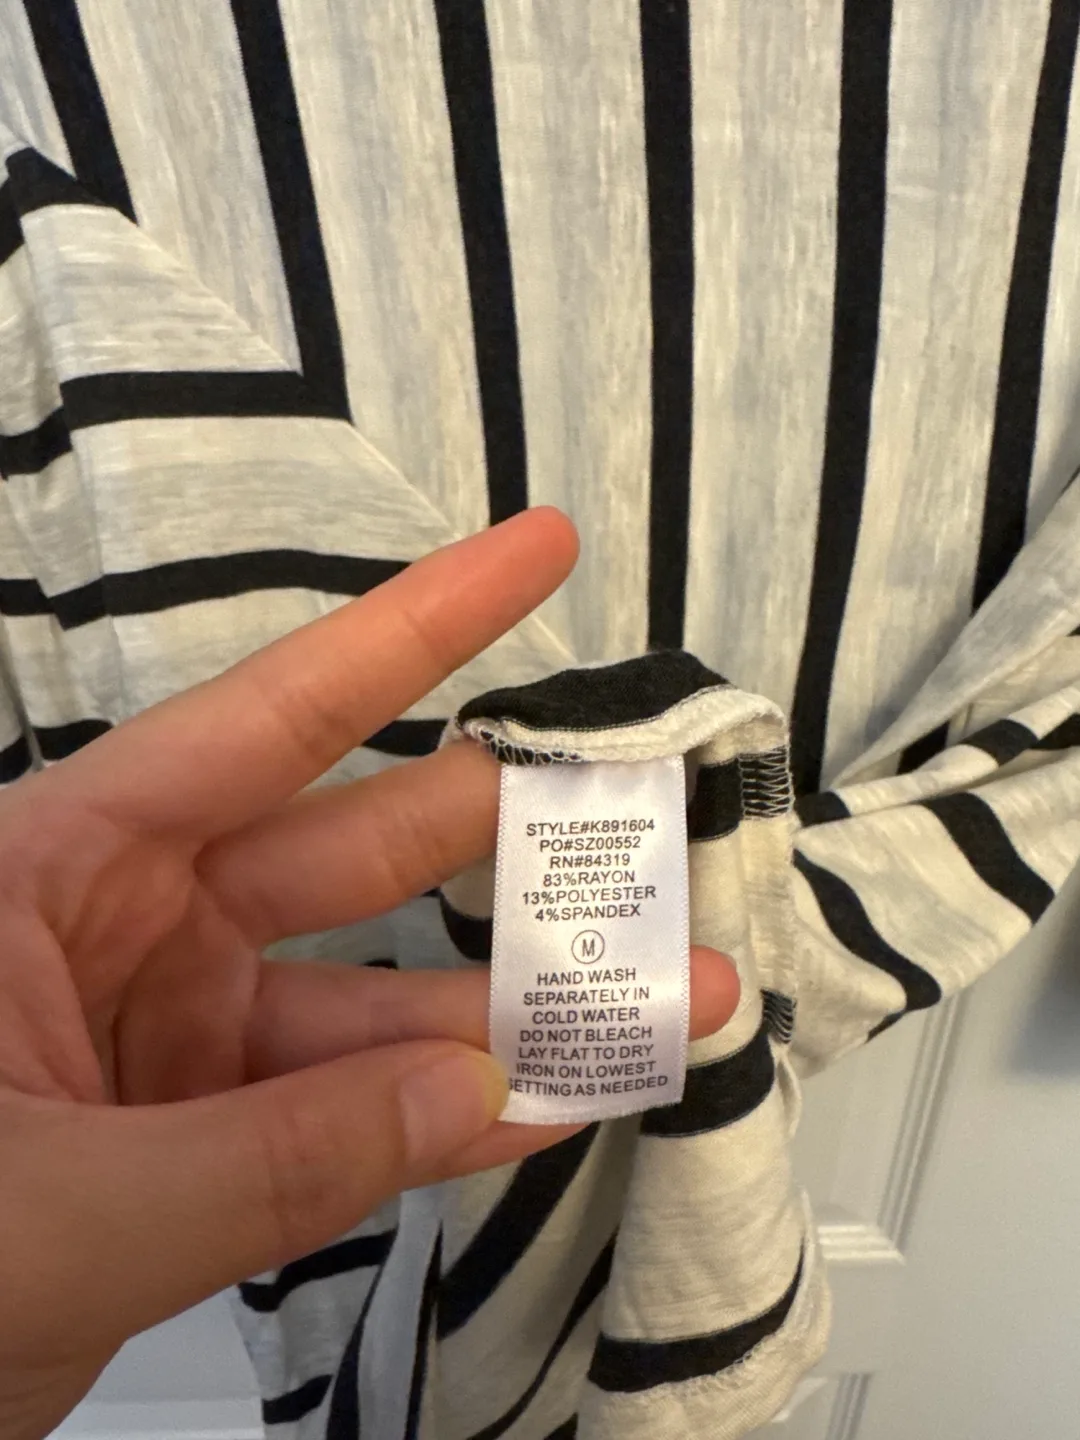 STYLE#K891604
PO#SZ00552
RN#84319
83%RAYON
13%POLYESTER
4%SPANDEX
M
HAND WASH
SEPARATELY IN
COLD WATER
DO NOT BLEACH
LAY FLAT TO DRY
IRON ON LOWEST
SETTING AS NEEDED